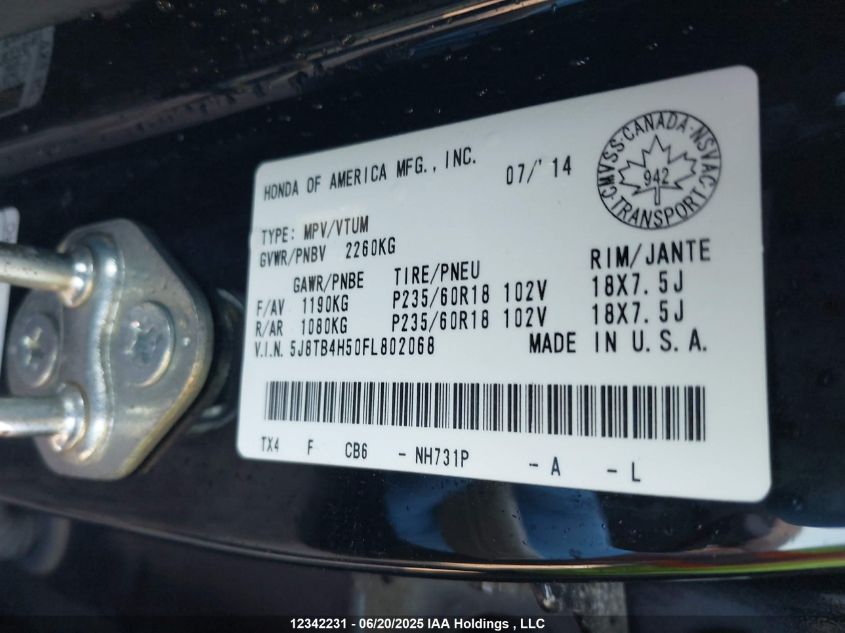 HONDA OF AMERICA MFG., INC. 07/'14
CMVSS·CANADA·NSVAC
942
TRANSPORT
TYPE: MPV/VTUM
GVWR/PNBV 2260KG
GAWR/PNBE TIRE/PNEU RIM/JANTE
F/AV 1190KG P235/60R18 102V 18X7.5J
R/AR 1080KG P235/60R18 102V 18X7.5J
V.I.N. 5J8TB4H50FL802068 MADE IN U.S.A.
TX4 F CB6 - NH731P - A - L
12342231 - 06/20/2025 IAA Holdings , LLC